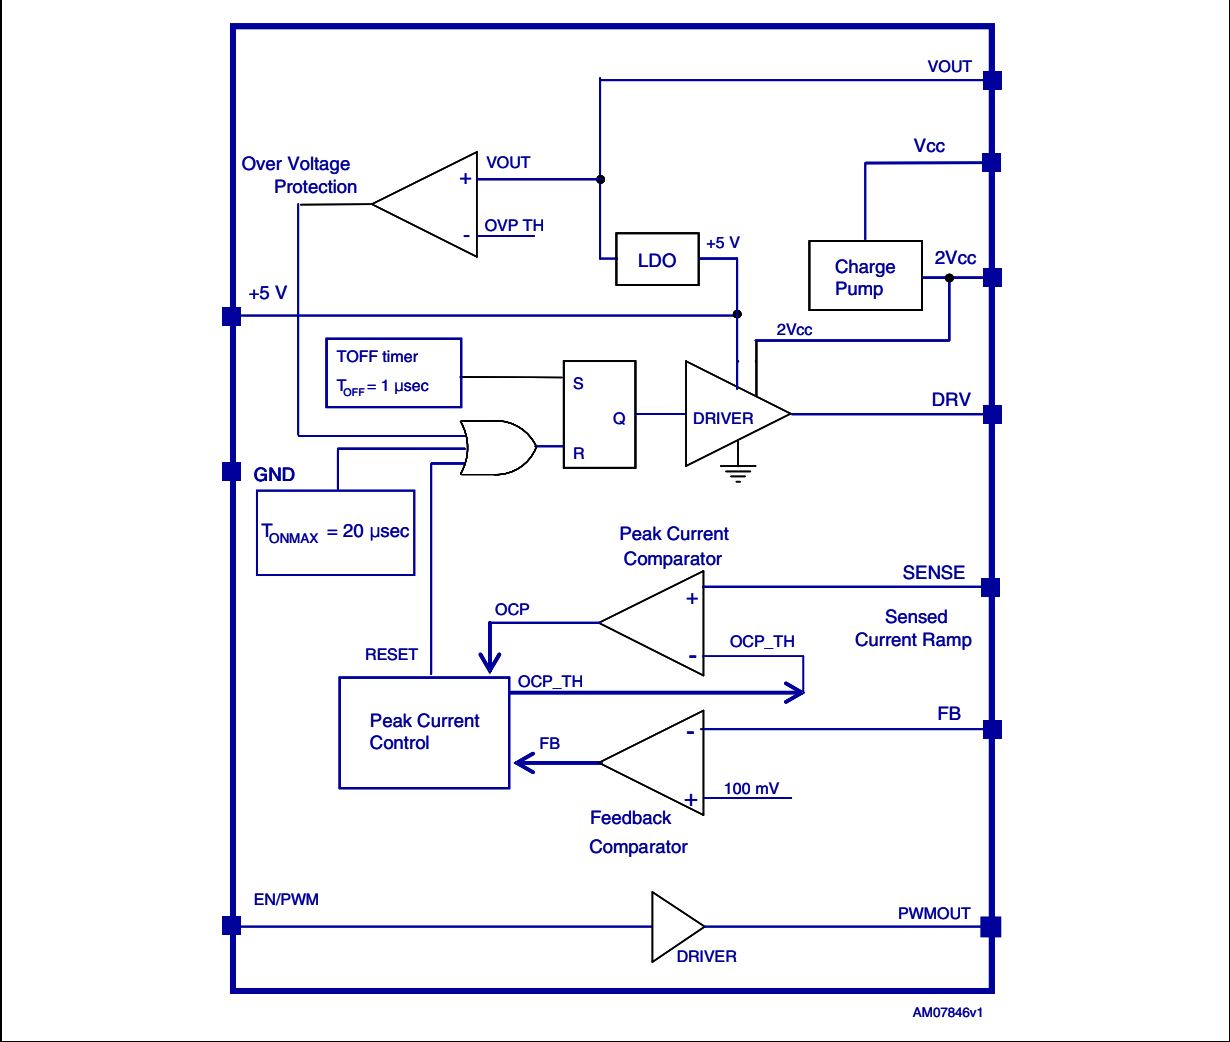 VOUT
Vcc
Over Voltage
Protection
+
VOUT
-
OVP TH
LDO
+5 V
Charge
Pump
2Vcc
+5 V
2Vcc
TOFF timer
TOFF = 1 µsec
S
Q
R
DRIVER
DRV
GND
TONMAX = 20 µsec
Peak Current
Comparator
SENSE
+
OCP
Sensed
Current Ramp
-
OCP_TH
RESET
OCP_TH
Peak Current
Control
FB
-
FB
+
100 mV
Feedback
Comparator
EN/PWM
PWMOUT
DRIVER
AM07846v1